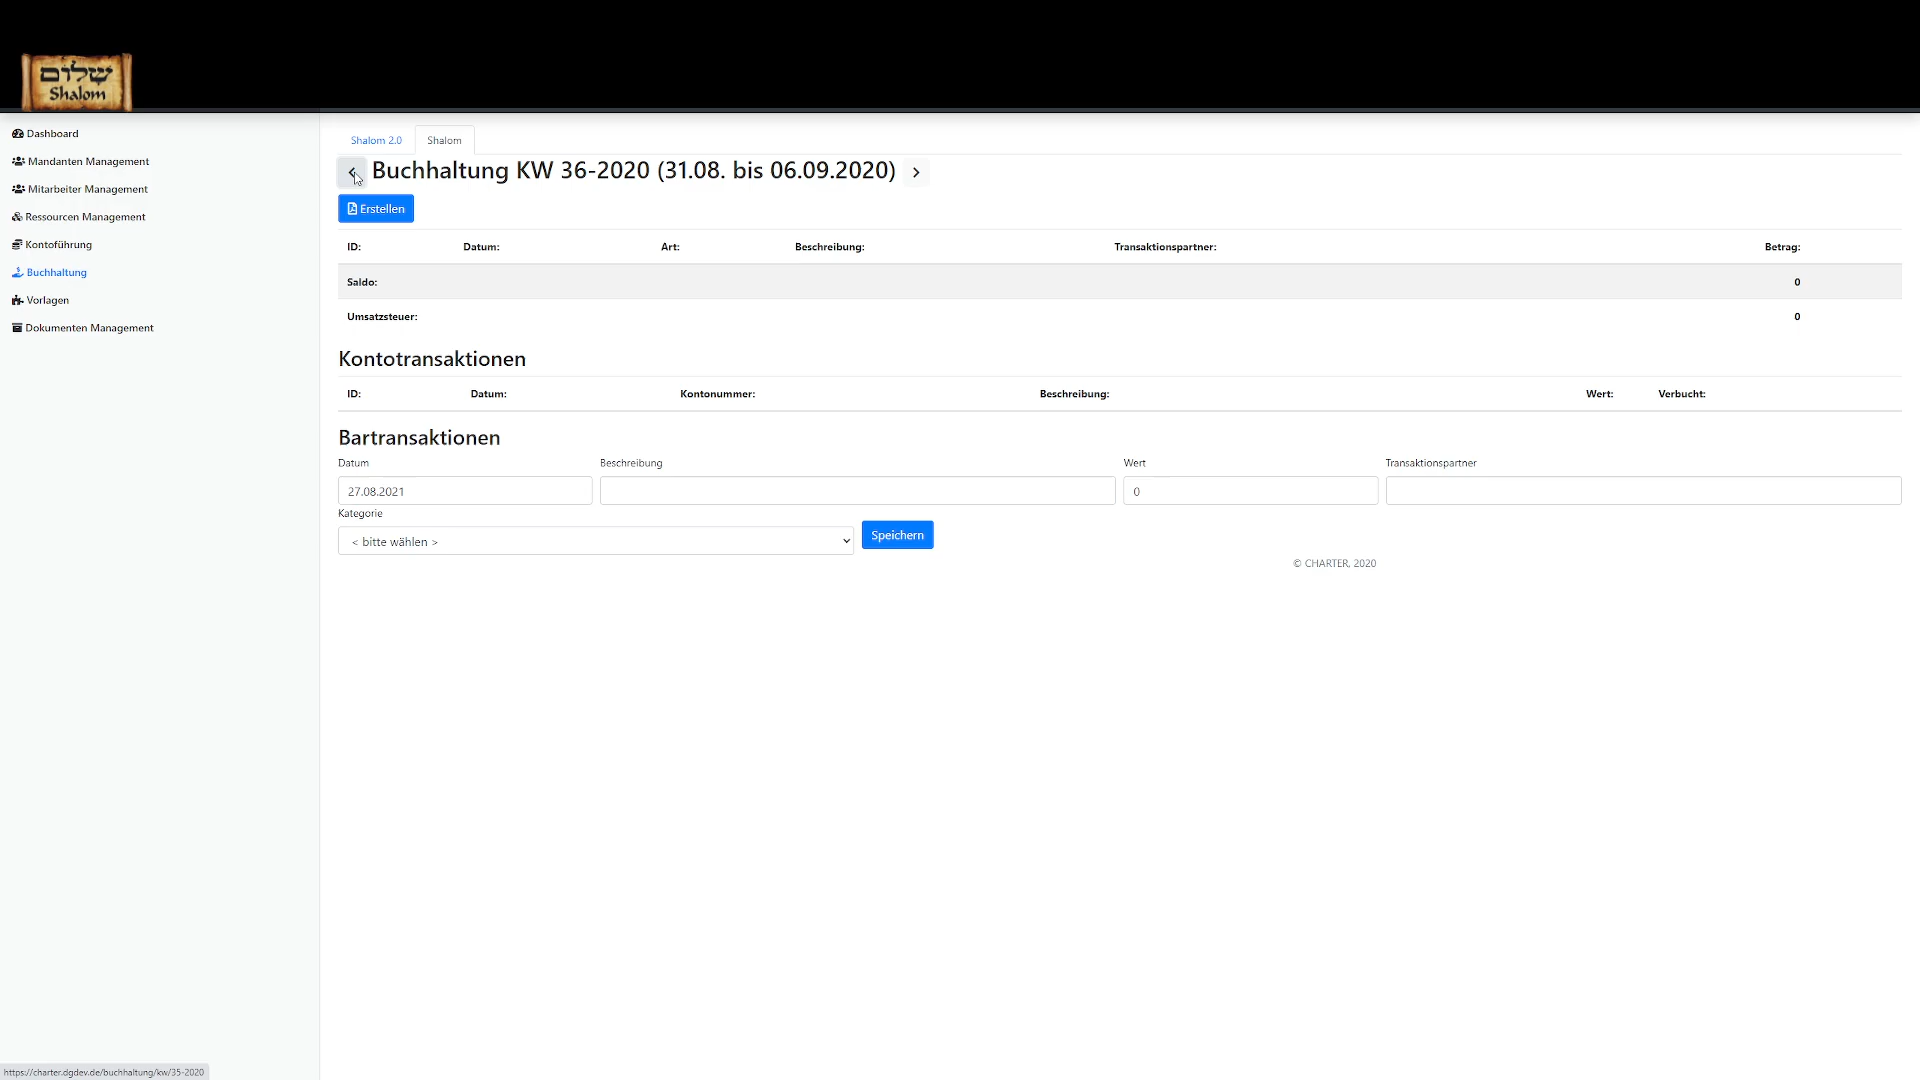 שלום
Shalom
Dashboard
Mandanten Management
Mitarbeiter Management
Ressourcen Management
Kontoführung
Buchhaltung
Vorlagen
Dokumenten Management
Shalom 2.0 Shalom
Buchhaltung KW 36-2020 (31.08. bis 06.09.2020)
Erstellen
ID: Datum: Art: Beschreibung: Transaktionspartner: Betrag:
Saldo: 0
Umsatzsteuer: 0
Kontotransaktionen
ID: Datum: Kontonummer: Beschreibung: Wert: Verbucht:
Bartransaktionen
Datum Beschreibung Wert Transaktionspartner
27.08.2021 0
Kategorie
< bitte wählen > Speichern
© CHARTER, 2020
https://charter.dgdev.de/buchhaltung/kw/35-2020